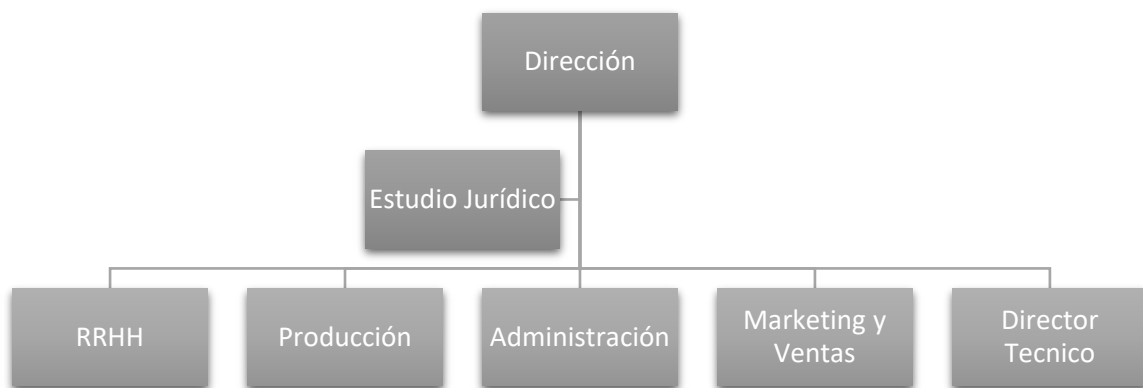 Dirección
Estudio Jurídico
RRHH
Producción
Administración
Marketing y
Ventas
Director
Tecnico